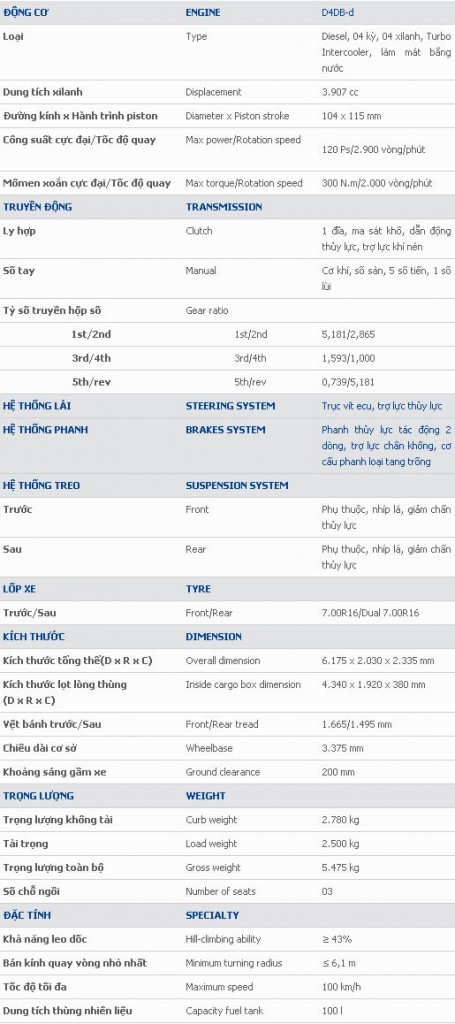 ĐỘNG CƠ ENGINE D4DB-d
Loại Type Diesel, 04 kỳ, 04 xilanh, Turbo
Intercooler, làm mát bằng
nước
Dung tích xilanh Displacement 3.907 cc
Đường kính x Hành trình piston Diameter x Piston stroke 104 x 115 mm
Công suất cực đại/Tốc độ quay Max power/Rotation speed
120 Ps/2.900 vòng/phút
Mômen xoắn cực đại/Tốc độ quay Max torque/Rotation speed 300 N.m/2.000 vòng/phút
TRUYỀN ĐỘNG TRANSMISSION
Ly hợp Clutch 1 đĩa, ma sát khô, dẫn động
thủy lực, trợ lực khí nén
Số tay Manual Cơ khí, số sàn, 5 số tiến, 1 số
lùi
Tỷ số truyền hộp số Gear ratio
1st/2nd 1st/2nd 5,181/2,865
3rd/4th 3rd/4th 1,593/1,000
5th/rev 5th/rev 0,739/5,181
HỆ THỐNG LÁI STEERING SYSTEM Trục vít ecu, trợ lực thủy lực
HỆ THỐNG PHANH BRAKES SYSTEM Phanh thủy lực tác động 2
dòng, trợ lực chân không, cơ
cấu phanh loại tang trống
HỆ THỐNG TREO SUSPENSION SYSTEM
Trước Front Phụ thuộc, nhíp lá, giảm chấn
thủy lực
Sau Rear Phụ thuộc, nhíp lá, giảm chấn
thủy lực
LỐP XE TYRE
Trước/Sau Front/Rear 7.00R16/Dual 7.00R16
KÍCH THƯỚC DIMENSION
Kích thước tổng thể(D x R x C) Overall dimension 6.175 x 2.030 x 2.335 mm
Kích thước lọt lòng thùng Inside cargo box dimension 4.340 x 1.920 x 380 mm
(D x R x C)
Vệt bánh trước/Sau Front/Rear tread 1.665/1.495 mm
Chiều dài cơ sở Wheelbase 3.375 mm
Khoảng sáng gầm xe Ground clearance 200 mm
TRỌNG LƯỢNG WEIGHT
Trọng lượng không tải Curb weight 2.780 kg
Tải trọng Load weight 2.500 kg
Trọng lượng toàn bộ Gross weight 5.475 kg
Số chỗ ngồi Number of seats 03
ĐẶC TÍNH SPECIALTY
Khả năng leo dốc Hill-climbing ability ≥ 43%
Bán kính quay vòng nhỏ nhất Minimum turning radius ≤ 6,1 m
Tốc độ tối đa Maximum speed 100 km/h
Dung tích thùng nhiên liệu Capacity fuel tank 100 l